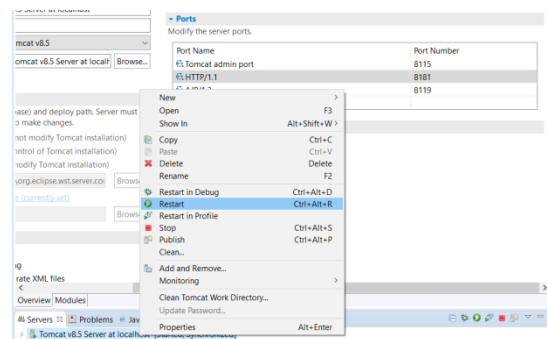 Ports
Modify the server ports.
Port Name Port Number
Tomcat admin port 8115
HTTP/1.1 8181
8119
Server at localhost
omcat v8.5
omcat v8.5 Server at localh Browse...
ase) and deploy path. Server must
o make changes.
not modify Tomcat installation)
ontrol of Tomcat installation)
modify Tomcat installation)
\org.eclipse.wst.server.co
(currently set)
rate XML files
Overview Modules
New
Open F3
Show In Alt+Shift+W
Copy Ctrl+C
Paste Ctrl+V
Delete Delete
Rename F2
Restart in Debug Ctrl+Alt+D
Restart Ctrl+Alt+R
Restart in Profile
Stop Ctrl+Alt+S
Publish Ctrl+Alt+P
Clean...
Add and Remove...
Monitoring
Clean Tomcat Work Directory...
Update Password...
Properties Alt+Enter
Servers Problems Jav
Tomcat v8.5 Server at localhost [Started, Synchronized]